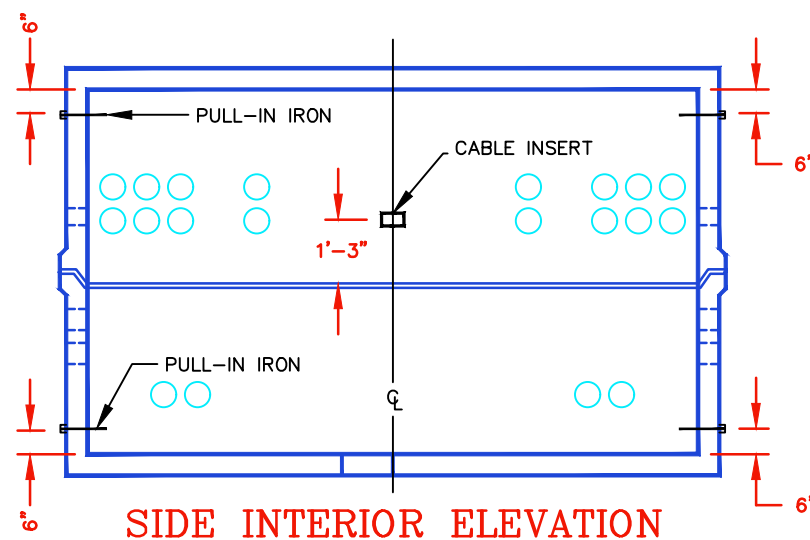 6"
PULL-IN IRON
CABLE INSERT
6"
1'-3"
PULL-IN IRON
CL
6"
6"
SIDE INTERIOR ELEVATION